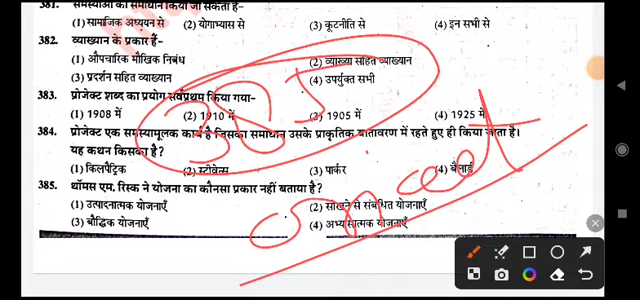 381. समस्याओं का समाधान किया जा सकता है-
(1) सामाजिक अध्ययन से (2) योगाभ्यास से (3) कूटनीति से (4) इन सभी से
382. व्याख्यान के प्रकार हैं-
(1) औपचारिक मौखिक निबंध (2) व्याख्या सहित व्याख्यान
(3) प्रदर्शन सहित व्याख्यान (4) उपर्युक्त सभी
383. प्रोजेक्ट शब्द का प्रयोग सर्वप्रथम किया गया-
(1) 1908 में (2) 1910 में (3) 1905 में (4) 1925 में
384. प्रोजेक्ट एक समस्यामूलक कार्य है जिसका समाधान उसके प्राकृतिक वातावरण में रहते हुए ही किया जाता है।
यह कथन किसका है?
(1) किलपैट्रिक (2) स्टीवेन्स (3) पार्कर (4) बैलार्ड
385. थॉमस एम. रिस्क ने योजना का कौनसा प्रकार नहीं बताया है?
(1) उत्पादनात्मक योजनाएँ (2) सीखने से संबंधित योजनाएँ
(3) बौद्धिक योजनाएँ (4) अभ्यासात्मक योजनाएँ
385